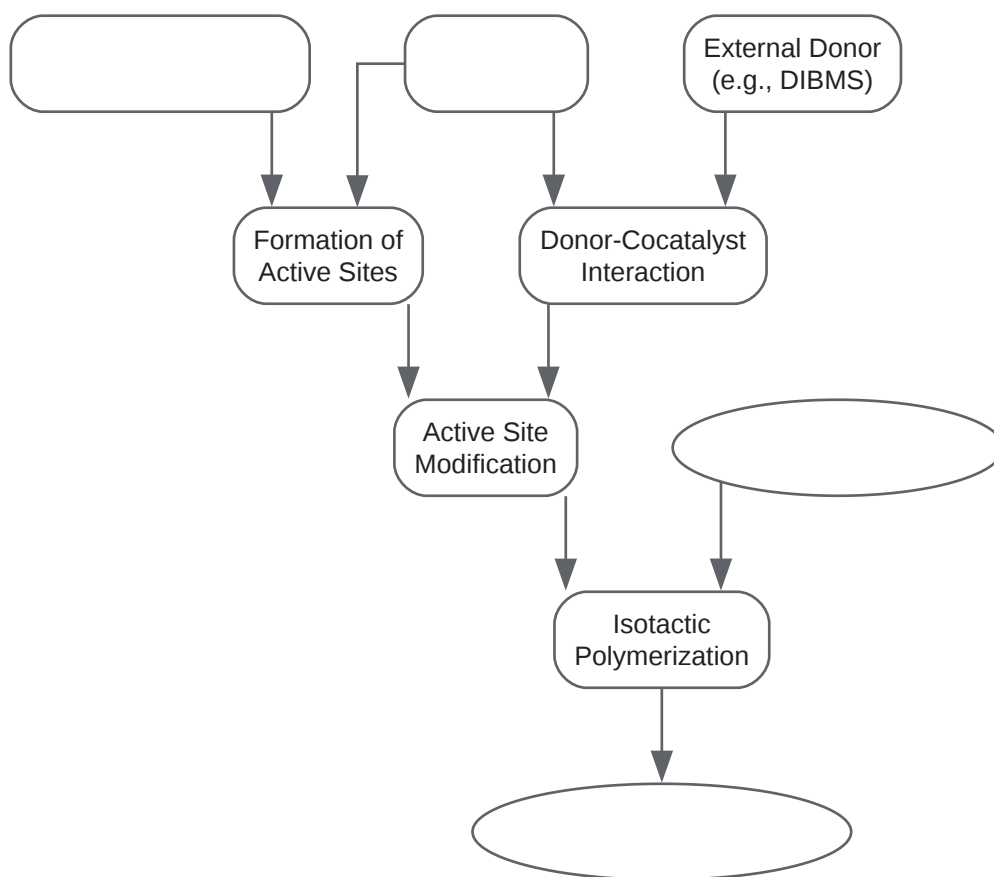 External Donor
(e.g., DIBMS)
Formation of
Active Sites
Donor-Cocatalyst
Interaction
Active Site
Modification
Isotactic
Polymerization